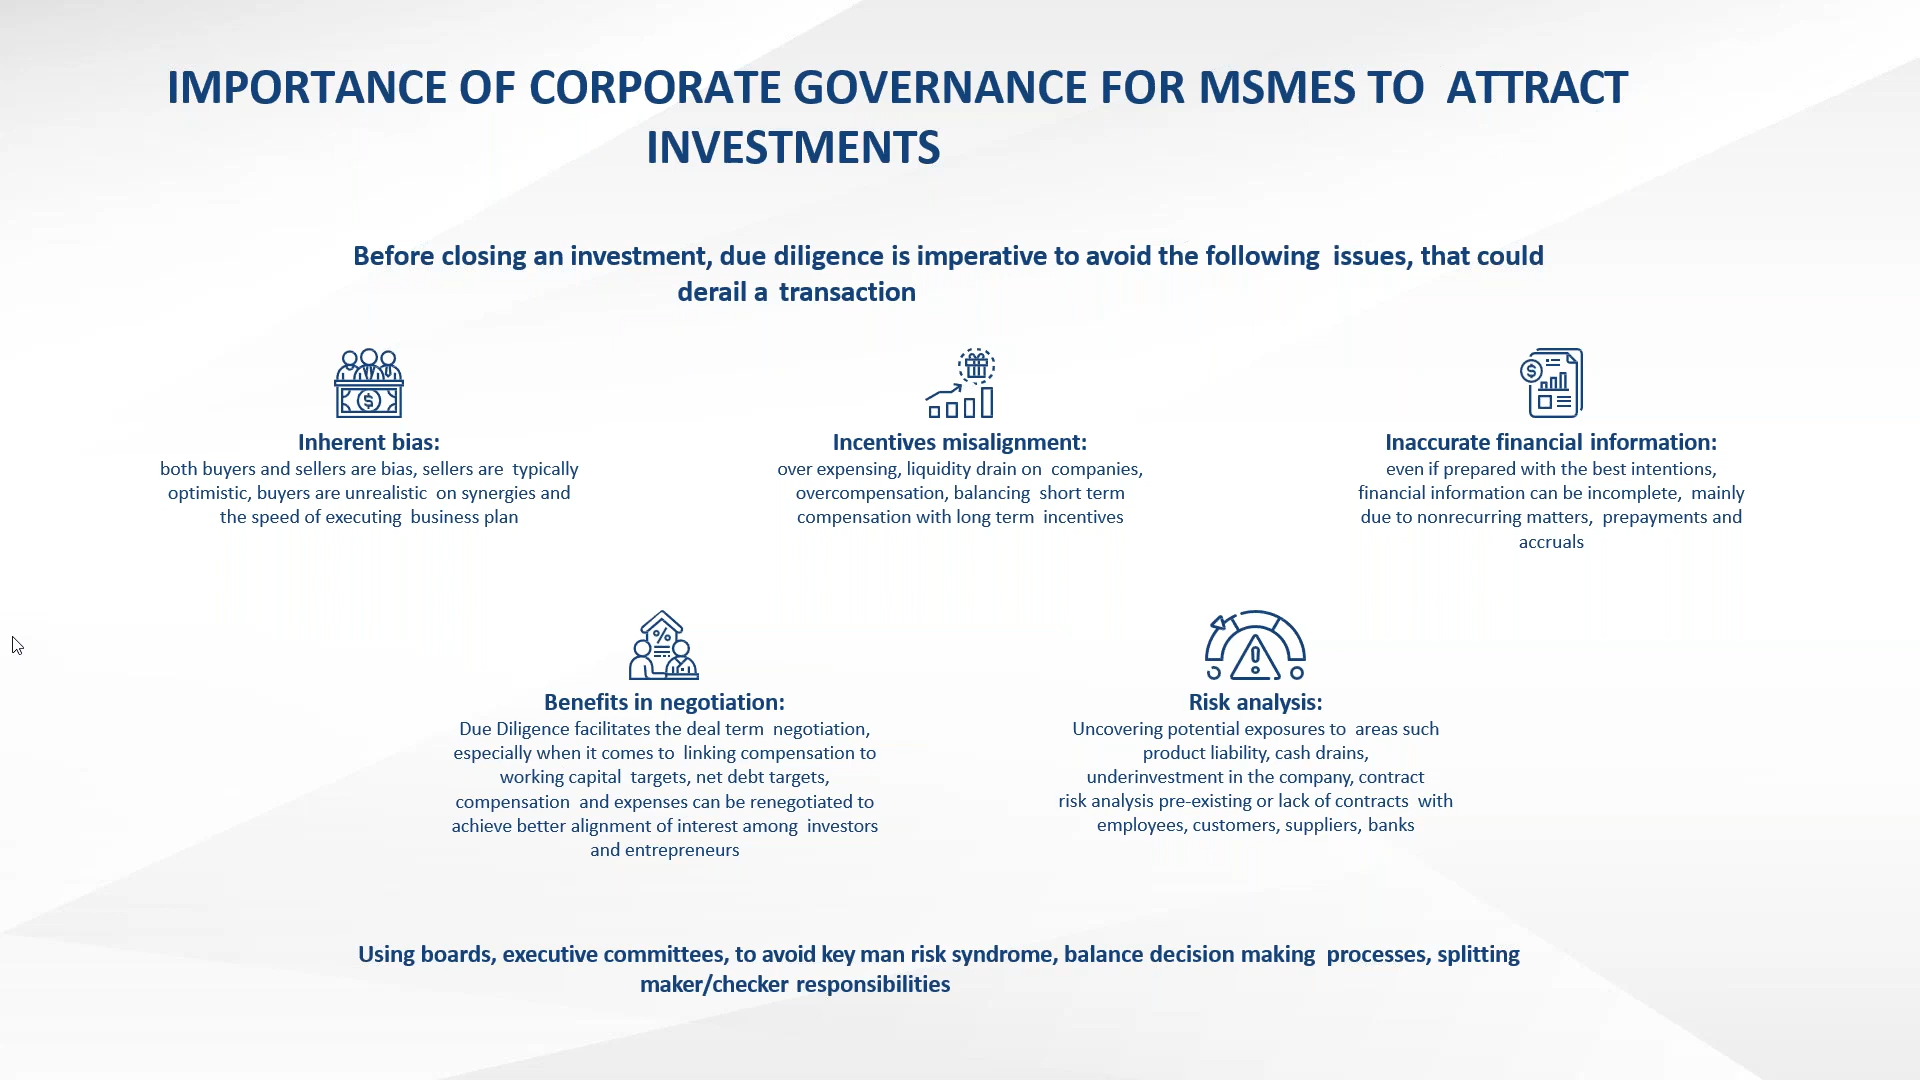 IMPORTANCE OF CORPORATE GOVERNANCE FOR MSMES TO ATTRACT
INVESTMENTS
Before closing an investment, due diligence is imperative to avoid the following issues, that could
derail a transaction
Inherent bias:
both buyers and sellers are bias, sellers are typically
optimistic, buyers are unrealistic on synergies and
the speed of executing business plan
Incentives misalignment:
over expensing, liquidity drain on companies,
overcompensation, balancing short term
compensation with long term incentives
Inaccurate financial information:
even if prepared with the best intentions,
financial information can be incomplete, mainly
due to nonrecurring matters, prepayments and
accruals
Benefits in negotiation:
Due Diligence facilitates the deal term negotiation,
especially when it comes to linking compensation to
working capital targets, net debt targets,
compensation and expenses can be renegotiated to
achieve better alignment of interest among investors
and entrepreneurs
Risk analysis:
Uncovering potential exposures to areas such
product liability, cash drains,
underinvestment in the company, contract
risk analysis pre-existing or lack of contracts with
employees, customers, suppliers, banks
Using boards, executive committees, to avoid key man risk syndrome, balance decision making processes, splitting
maker/checker responsibilities